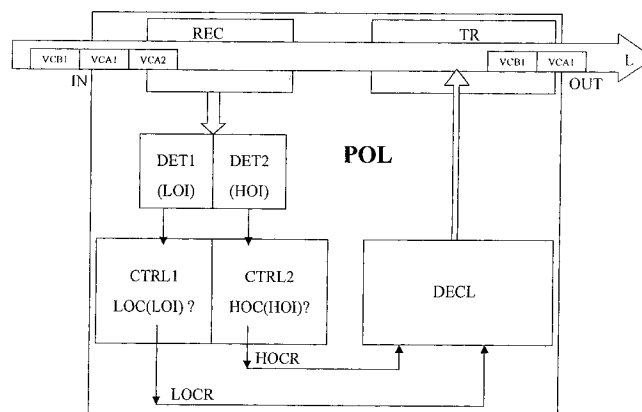 REC
TR
VCB1 VCA1 VCA2
VCB1 VCA1
L
IN
OUT
DET1
(LOI)
DET2
(HOI)
POL
CTRL1
LOC(LOI) ?
CTRL2
HOC(HOI)?
DECL
HOCR
LOCR